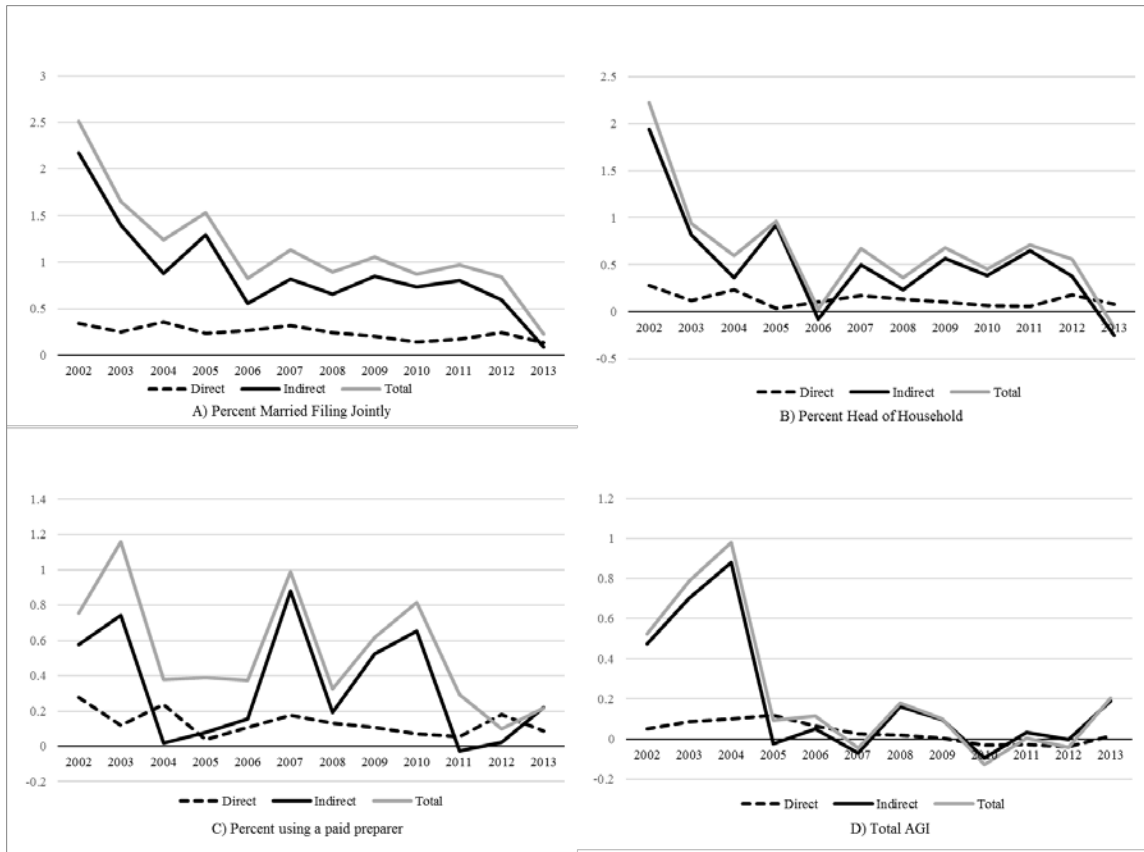 3
2.5
2
1.5
1
0.5
0
2002 2003 2004 2005 2006 2007 2008 2009 2010 2011 2012 2013
Direct Indirect Total
A) Percent Married Filing Jointly
2.5
2
1.5
1
0.5
0
-0.5
2002 2003 2004 2005 2006 2007 2008 2009 2010 2011 2012 2013
Direct Indirect Total
B) Percent Head of Household
1.4
1.2
1
0.8
0.6
0.4
0.2
0
-0.2
2002 2003 2004 2005 2006 2007 2008 2009 2010 2011 2012 2013
Direct Indirect Total
C) Percent using a paid preparer
1.2
1
0.8
0.6
0.4
0.2
0
-0.2
2002 2003 2004 2005 2006 2007 2008 2009 2010 2011 2012 2013
Direct Indirect Total
D) Total AGI